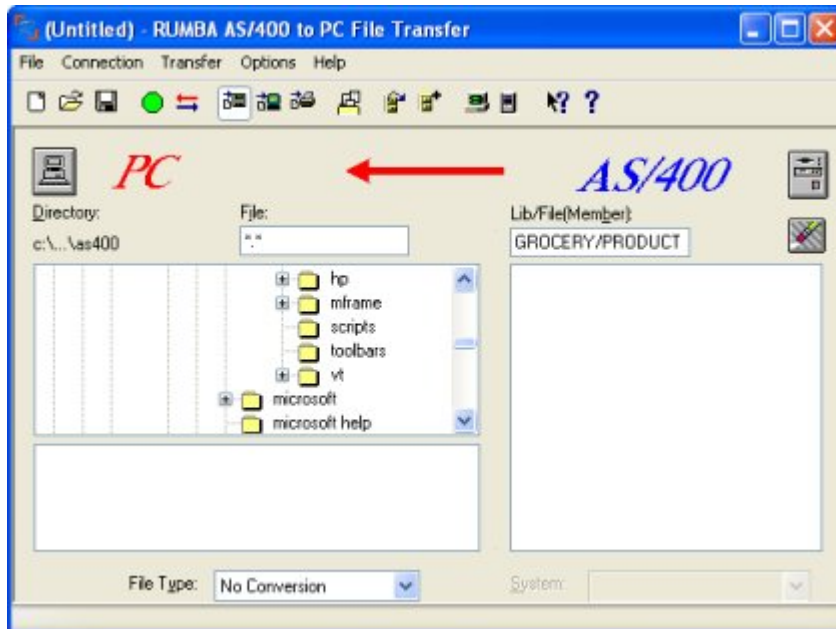 (Untitled) - RUMBA AS/400 to PC File Transfer
File Connection Transfer Options Help
PC AS/400
Directory: File: Lib/File(Member):
c:\...\as400 *.* GROCERY/PRODUCT
hp
mframe
scripts
toolbars
vt
microsoft
microsoft help
File Type: No Conversion System: